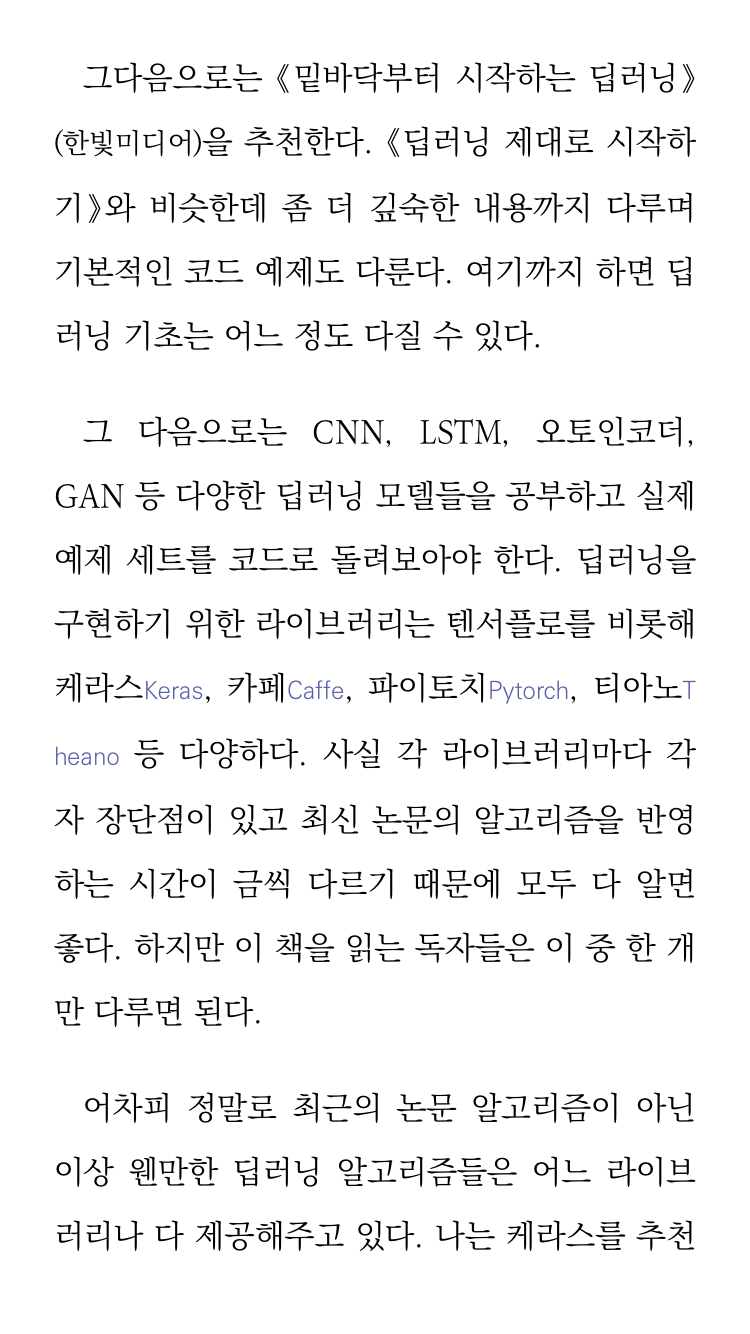 그다음으로는 《밑바닥부터 시작하는 딥러닝》
(한빛미디어)을 추천한다. 《딥러닝 제대로 시작하
기》와 비슷한데 좀 더 깊숙한 내용까지 다루며
기본적인 코드 예제도 다룬다. 여기까지 하면 딥
러닝 기초는 어느 정도 다질 수 있다.
그 다음으로는 CNN, LSTM, 오토인코더,
GAN 등 다양한 딥러닝 모델들을 공부하고 실제
예제 세트를 코드로 돌려보아야 한다. 딥러닝을
구현하기 위한 라이브러리는 텐서플로를 비롯해
케라스Keras, 카페Caffe, 파이토치Pytorch, 티아노T
heano 등 다양하다. 사실 각 라이브러리마다 각
자 장단점이 있고 최신 논문의 알고리즘을 반영
하는 시간이 금씩 다르기 때문에 모두 다 알면
좋다. 하지만 이 책을 읽는 독자들은 이 중 한 개
만 다루면 된다.
어차피 정말로 최근의 논문 알고리즘이 아닌
이상 웬만한 딥러닝 알고리즘들은 어느 라이브
러리나 다 제공해주고 있다. 나는 케라스를 추천